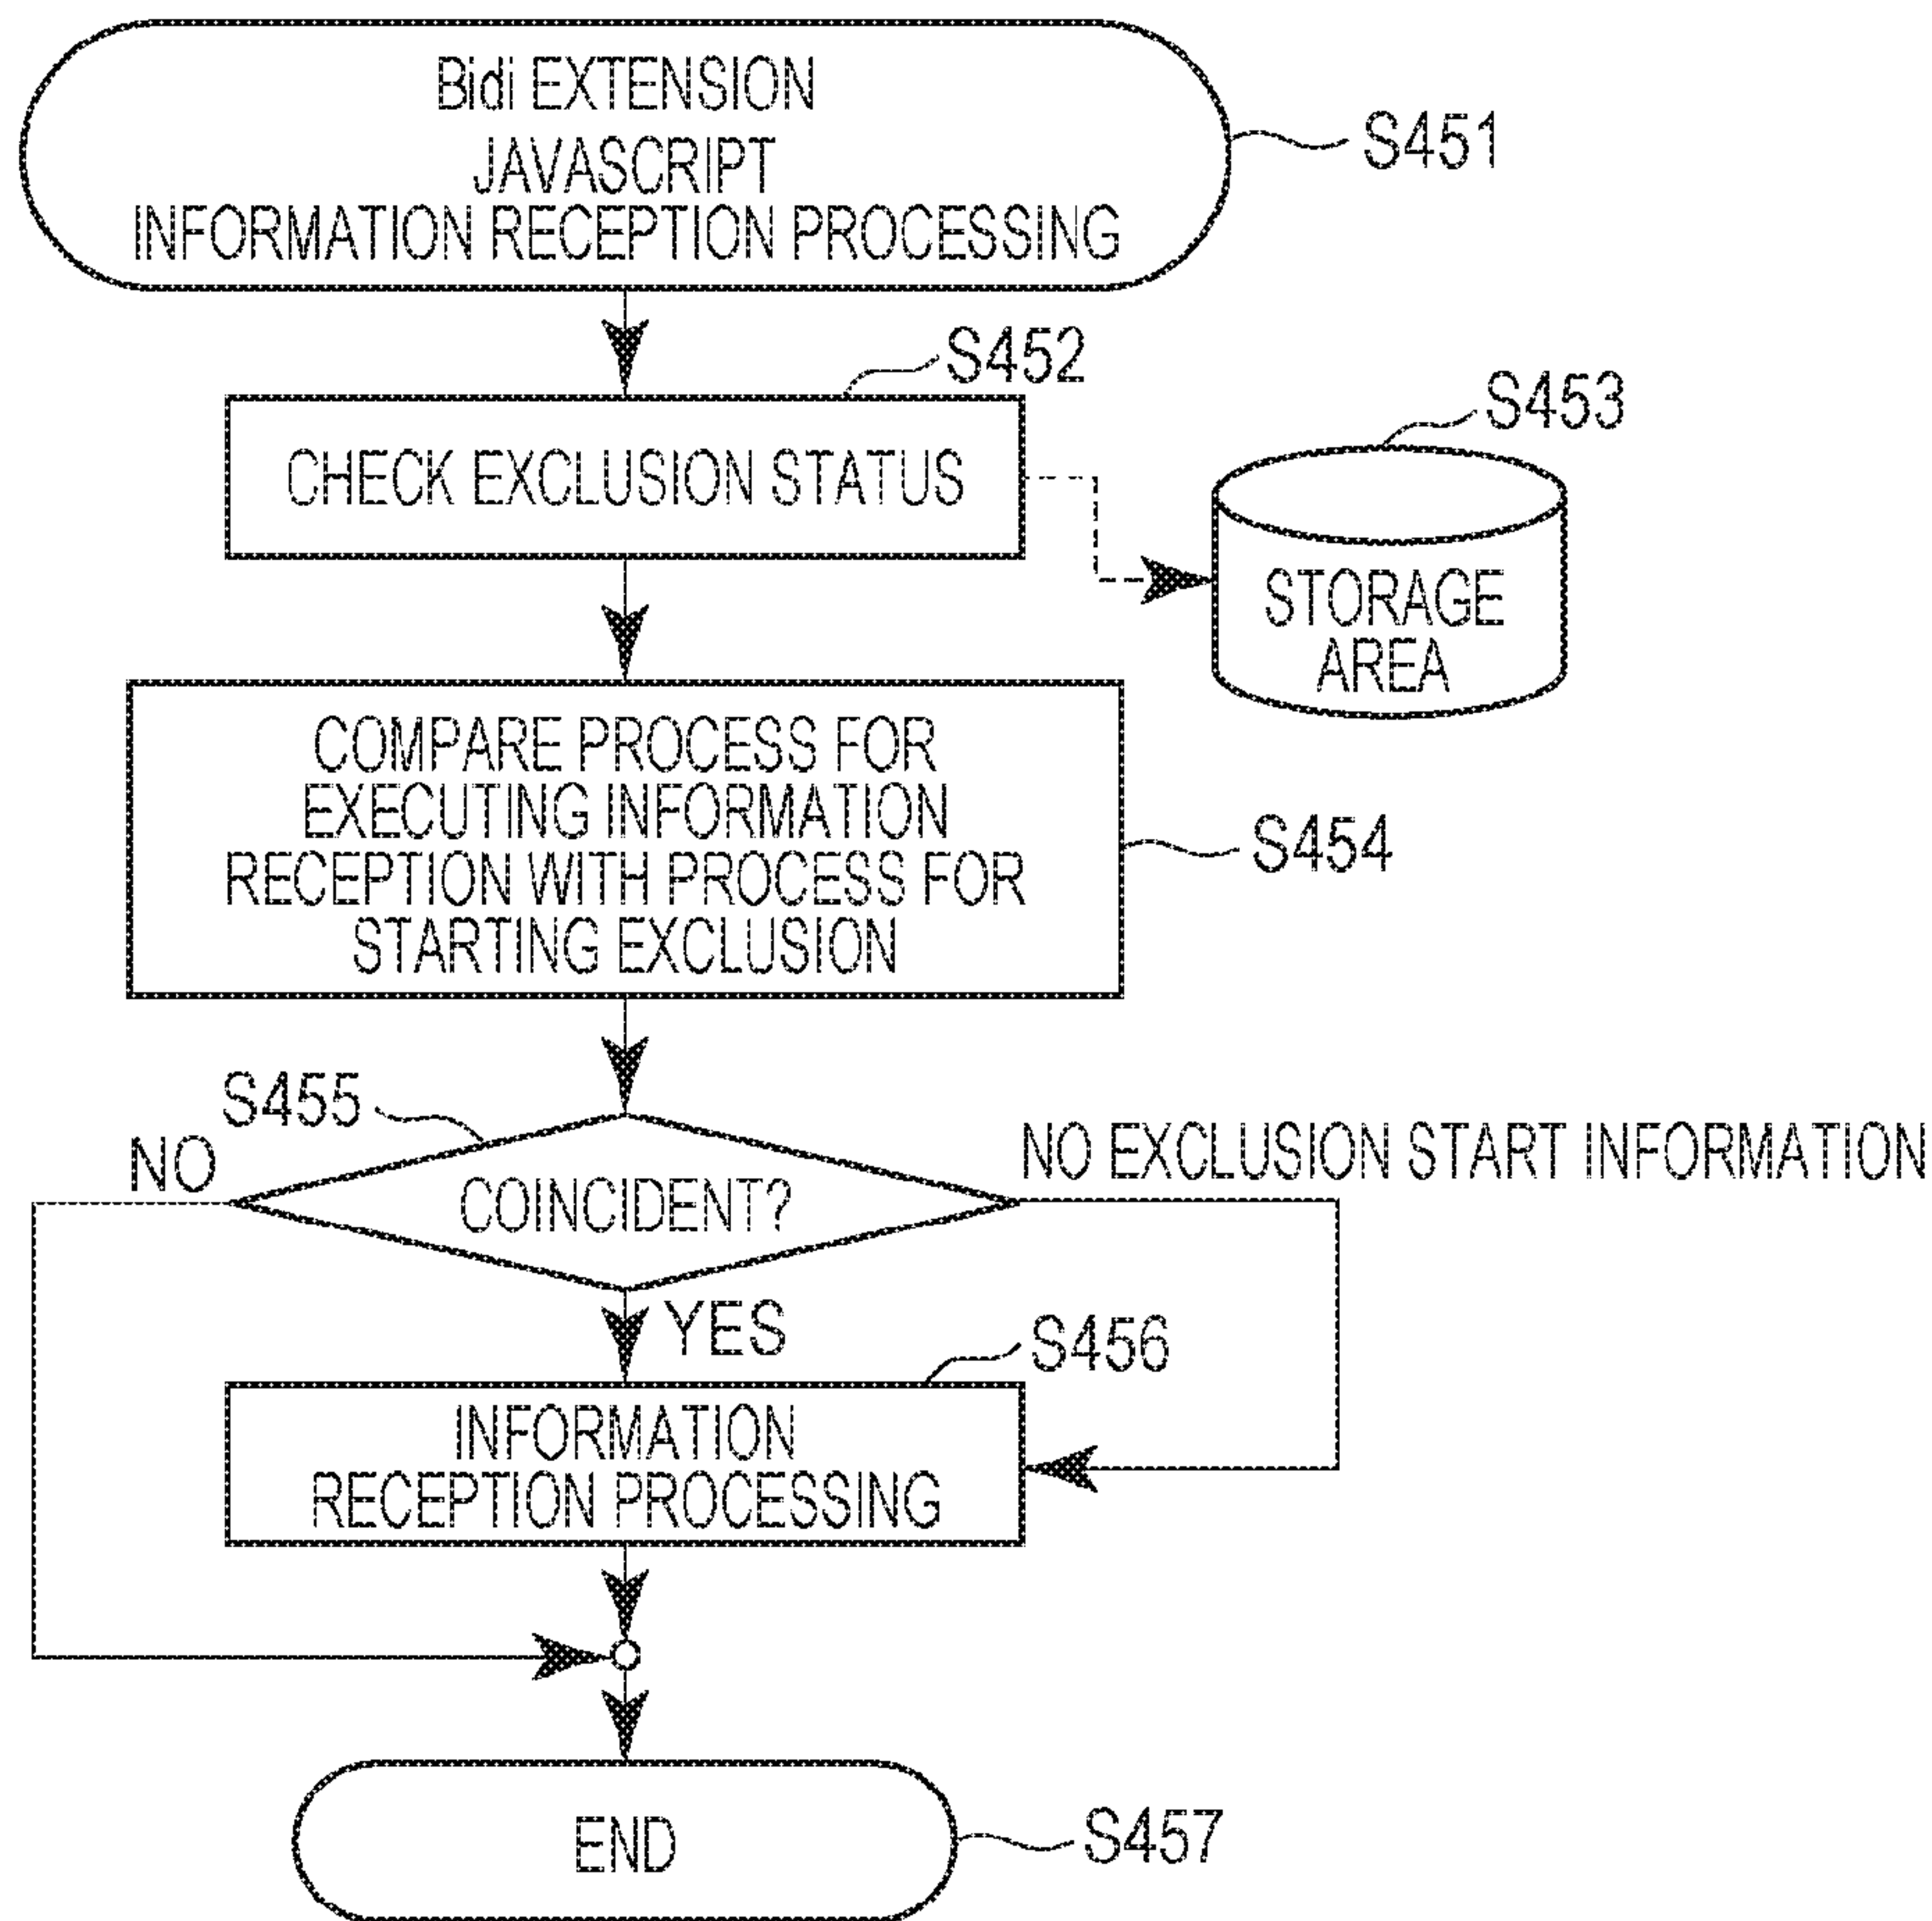 Bidi EXTENSION
JAVASCRIPT
INFORMATION RECEPTION PROCESSING
S451
S452
CHECK EXCLUSION STATUS
S453
STORAGE
AREA
COMPARE PROCESS FOR
EXECUTING INFORMATION
RECEPTION WITH PROCESS FOR
STARTING EXCLUSION
S454
S455
NO
COINCIDENT?
NO EXCLUSION START INFORMATION
YES
S456
INFORMATION
RECEPTION PROCESSING
END
S457